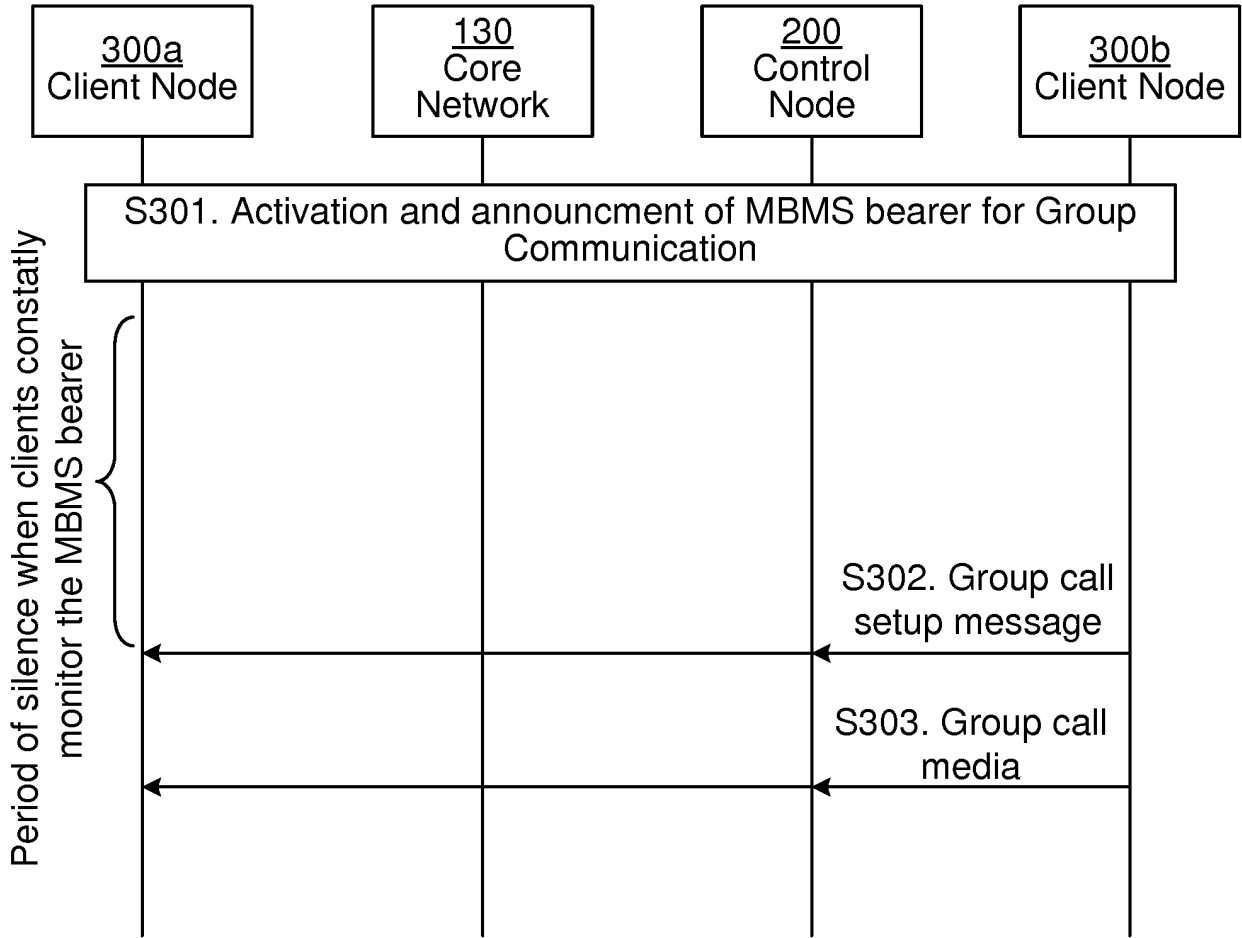 300a
Client Node
130
Core
Network
200
Control
Node
300b
Client Node
S301. Activation and announcment of MBMS bearer for Group
Communication
Period of silence when clients constatly
monitor the MBMS bearer
S302. Group call
setup message
S303. Group call
media